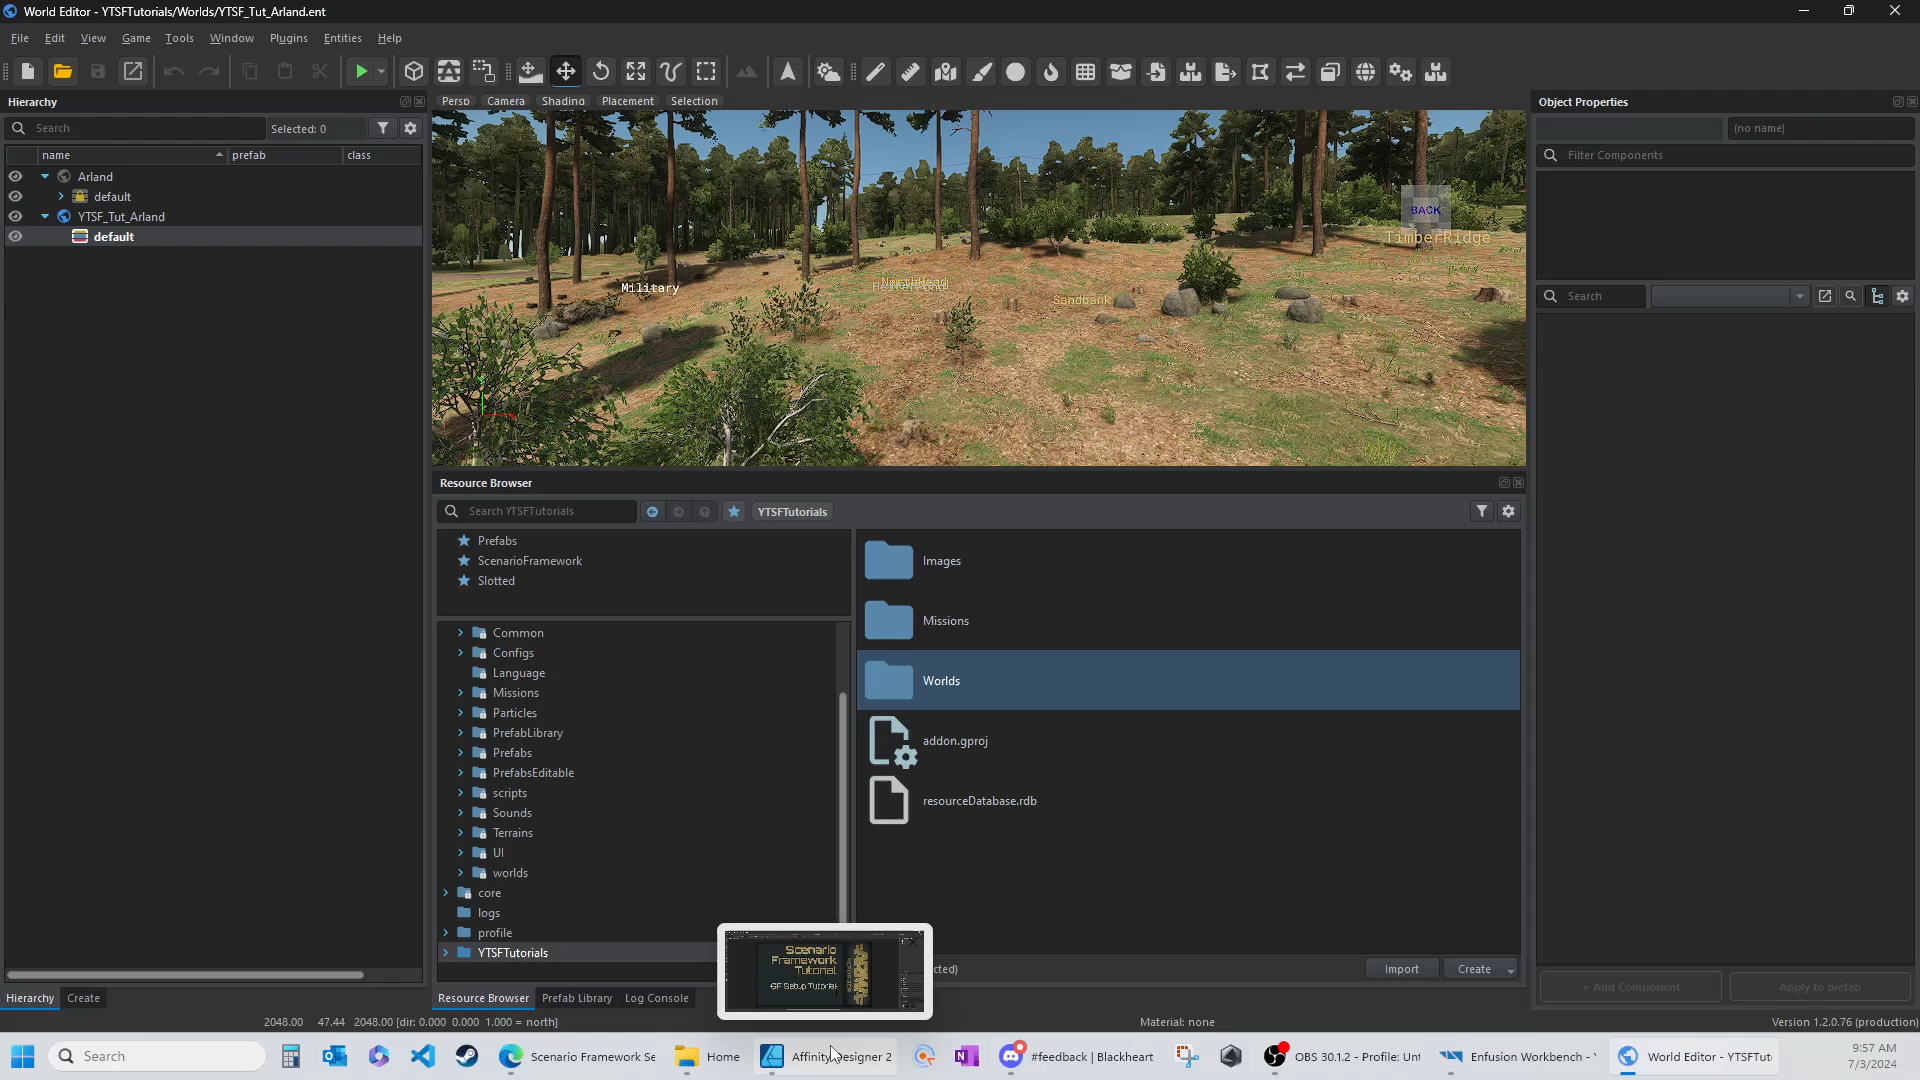 World Editor - YTSFTutorials/Worlds/YTSF_Tut_Arland.ent
File Edit View Game Tools Window Plugins Entities Help
Hierarchy
Search
Selected: 0
name prefab class
Arland
default
YTSF_Tut_Arland
default
Persp Camera Shading Placement Selection
BACK
TimberRidge
Military
Sandbank
Object Properties
(no name)
Filter Components
Search
Resource Browser
Search YTSFTutorials
YTSFTutorials
Prefabs
ScenarioFramework
Slotted
Common
Configs
Language
Missions
Particles
PrefabLibrary
Prefabs
PrefabsEditable
scripts
Sounds
Terrains
UI
worlds
core
logs
profile
YTSFTutorials
Images
Missions
Worlds
addon.gproj
resourceDatabase.rdb
Scenario
Framework
Tutorial
cted)
Import Create
+ Add Component Apply to prefab
Hierarchy Create
Resource Browser Prefab Library Log Console
2048.00 47.44 2048.00 [dir: 0.000 0.000 1.000 = north]
Material: none
Version 1.2.0.76 (production)
Search
Scenario Framework Se
Home
Affinity Designer 2
#feedback | Blackheart
OBS 30.1.2 - Profile: Unt
Enfusion Workbench - 
World Editor - YTSFTut
9:57 AM
7/3/2024